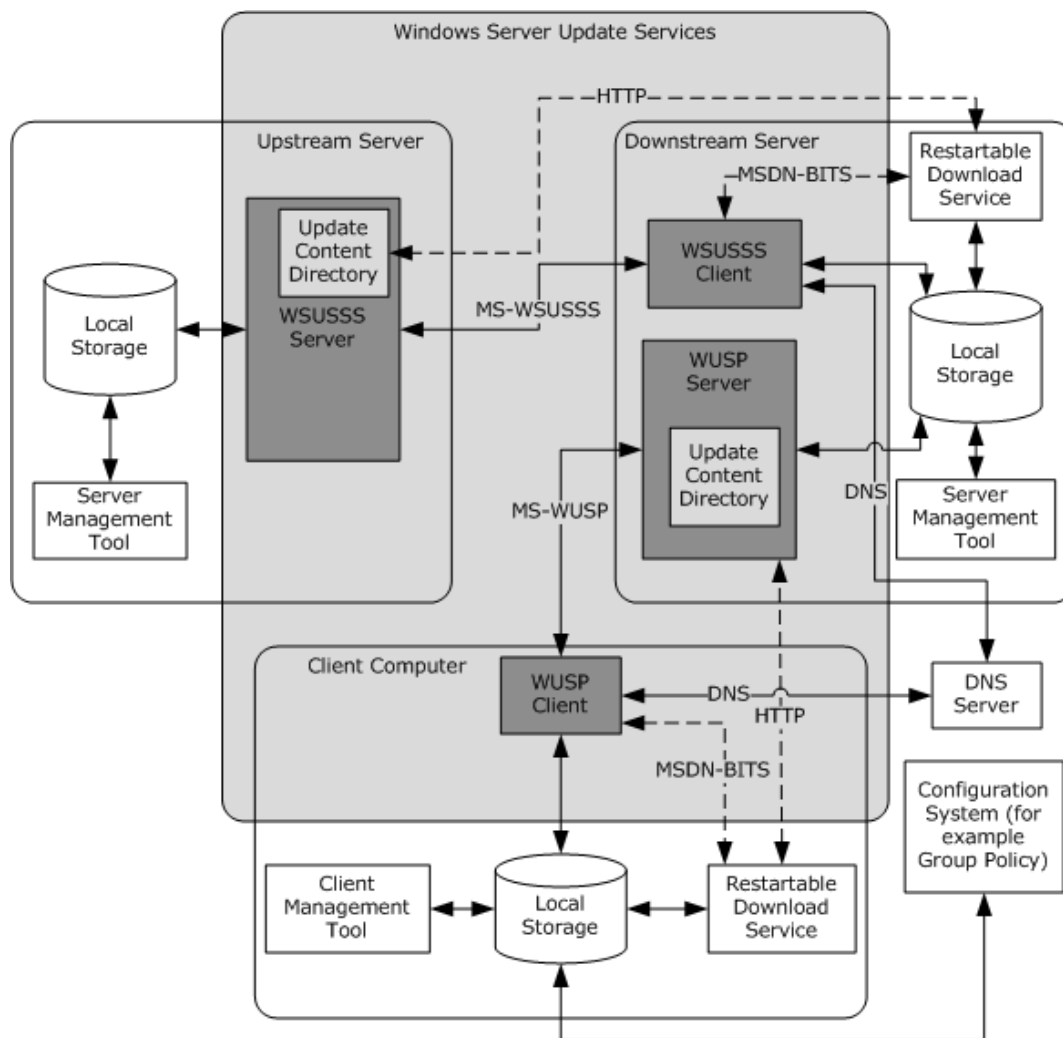 Windows Server Update Services
HTTP
Upstream Server
Downstream Server
Restartable
Download
Service
MSDN-BITS
Update
Content
Directory
WSUSSS
Server
WSUSSS
Client
MS-WSUSSS
Local
Storage
Local
Storage
WUSP
Server
Update
Content
Directory
DNS
MS-WUSP
Server
Management
Tool
Server
Management
Tool
Client Computer
WUSP
Client
DNS
HTTP
DNS
Server
MSDN-BITS
Configuration
System (for
example
Group Policy)
Client
Management
Tool
Local
Storage
Restartable
Download
Service